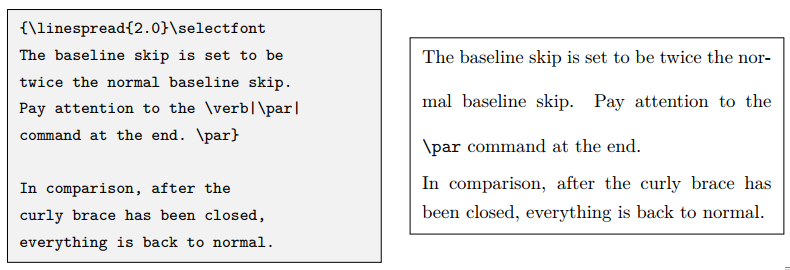 {\linespread{2.0}\selectfont
The baseline skip is set to be
twice the normal baseline skip.
Pay attention to the \verb|\par|
command at the end. \par}

In comparison, after the
curly brace has been closed,
everything is back to normal.

The baseline skip is set to be twice the nor-
mal baseline skip. Pay attention to the
\par command at the end.
In comparison, after the curly brace has
been closed, everything is back to normal.